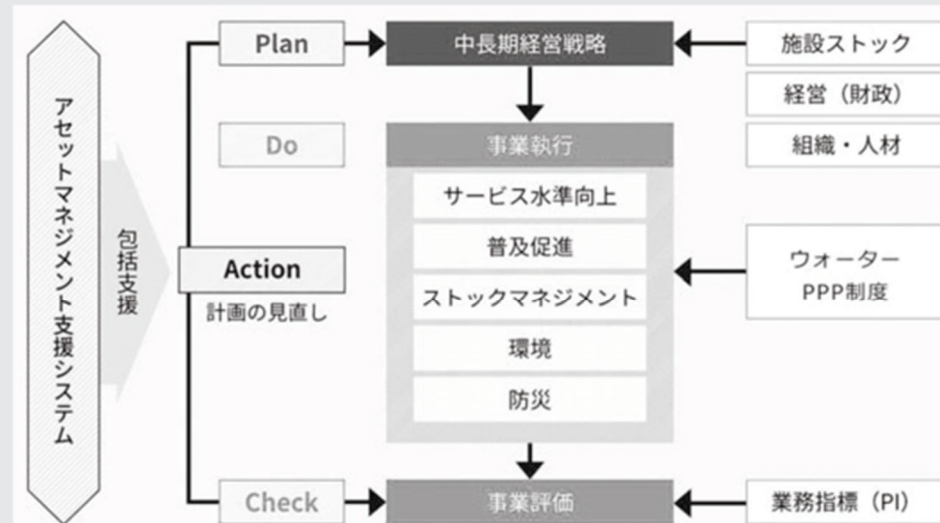 アセットマネジメント支援システム
包括支援
Plan
中長期経営戦略
施設ストック
経営（財政）
組織・人材
Do
事業執行
サービス水準向上
普及促進
ストックマネジメント
環境
防災
ウォーター
PPP制度
Action
計画の見直し
Check
事業評価
業務指標（PI）